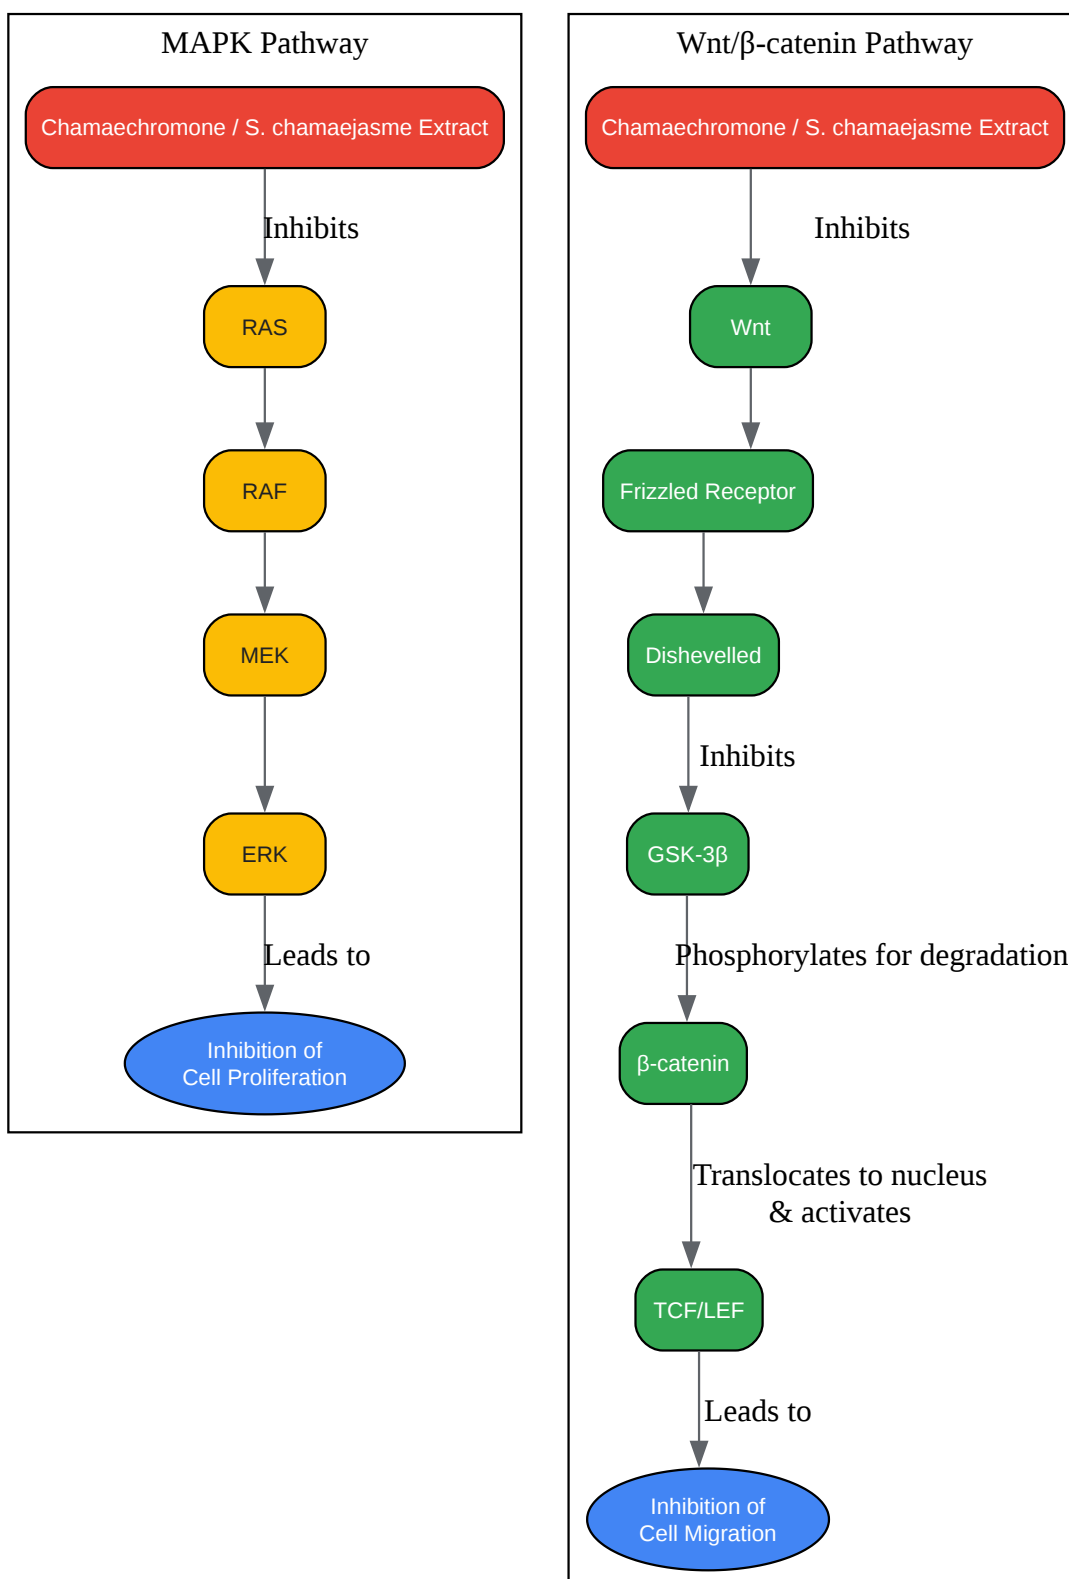 MAPK Pathway
Chamaechromone / S. chamaejasme Extract
Inhibits
RAS
RAF
MEK
ERK
Leads to
Inhibition of
Cell Proliferation
Wnt/β-catenin Pathway
Chamaechromone / S. chamaejasme Extract
Inhibits
Wnt
Frizzled Receptor
Dishevelled
Inhibits
GSK-3β
Phosphorylates for degradation
β-catenin
Translocates to nucleus
& activates
TCF/LEF
Leads to
Inhibition of
Cell Migration